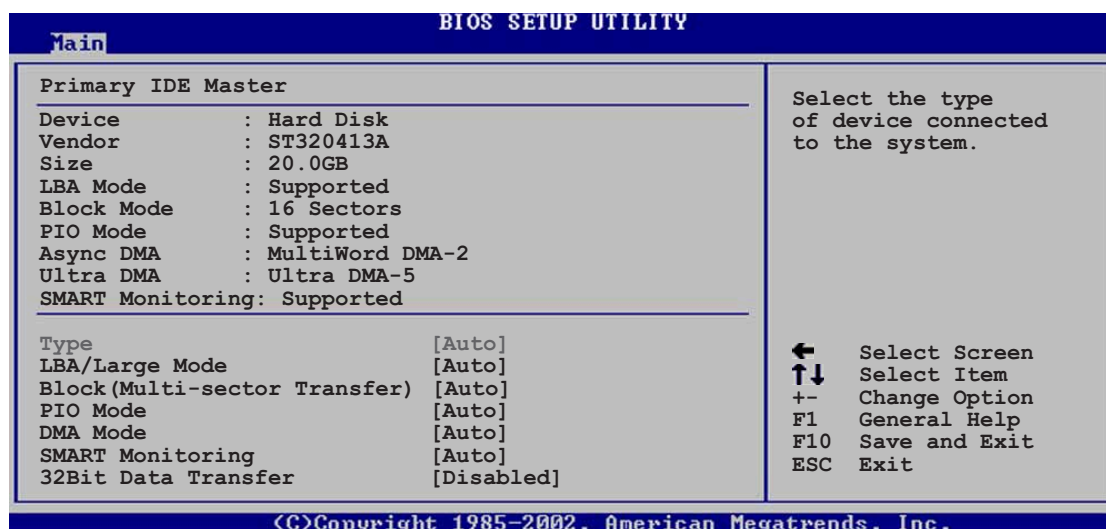 BIOS SETUP UTILITY
Main
Primary IDE Master
Device : Hard Disk
Vendor : ST320413A
Size : 20.0GB
LBA Mode : Supported
Block Mode : 16 Sectors
PIO Mode : Supported
Async DMA : MultiWord DMA-2
Ultra DMA : Ultra DMA-5
SMART Monitoring: Supported
Type [Auto]
LBA/Large Mode [Auto]
Block(Multi-sector Transfer) [Auto]
PIO Mode [Auto]
DMA Mode [Auto]
SMART Monitoring [Auto]
32Bit Data Transfer [Disabled]
Select the type
of device connected
to the system.
← Select Screen
↑↓ Select Item
+- Change Option
F1 General Help
F10 Save and Exit
ESC Exit
(C)Copyright 1985-2002, American Megatrends, Inc.